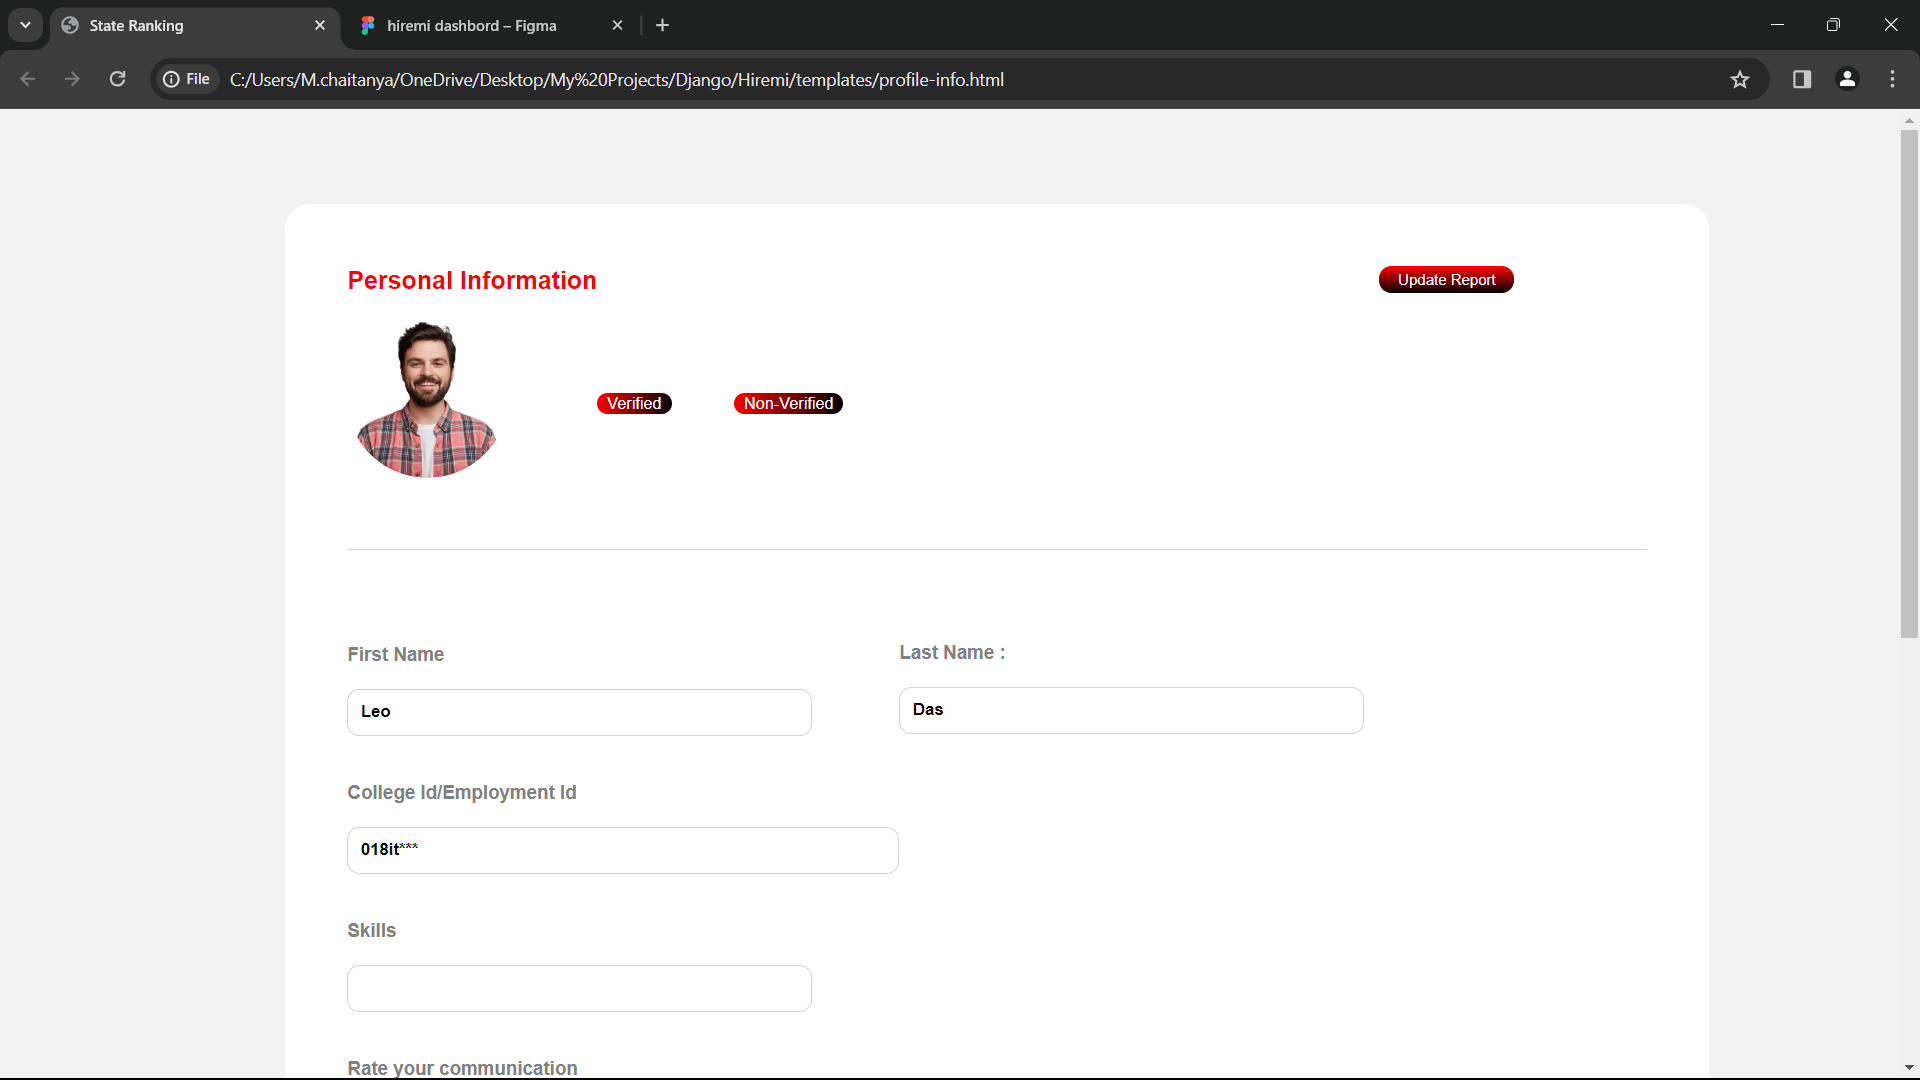 State Ranking
hiremi dashbord – Figma
File
C:/Users/M.chaitanya/OneDrive/Desktop/My%20Projects/Django/Hiremi/templates/profile-info.html
Personal Information
Update Report
Verified
Non-Verified
First Name
Last Name :
Leo
Das
College Id/Employment Id
018it***
Skills
Rate your communication